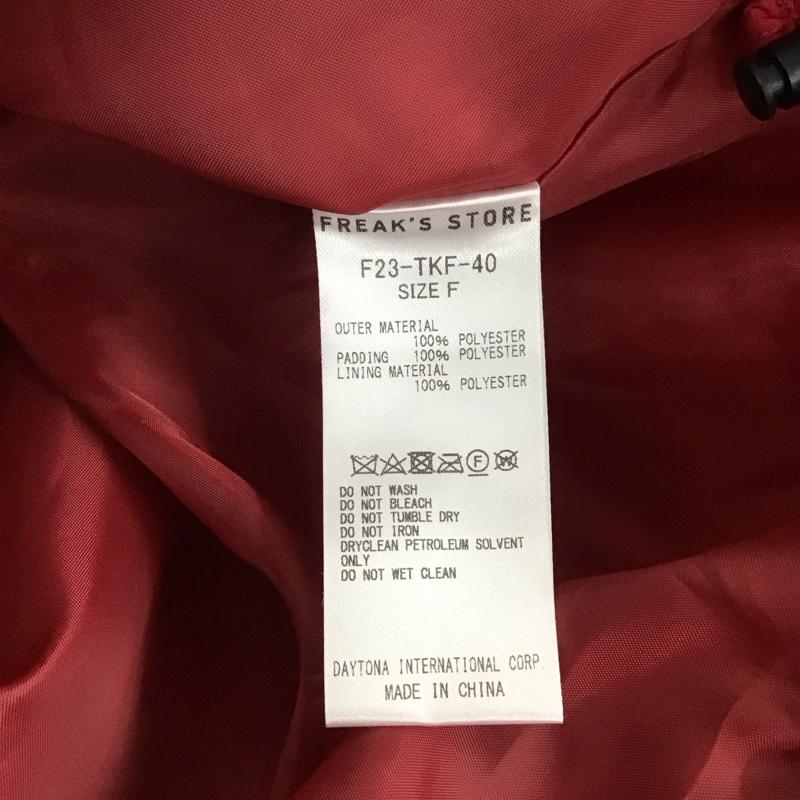 FREAK'S STORE
F23-TKF-40
SIZE F
OUTER MATERIAL
100% POLYESTER
PADDING 100% POLYESTER
LINING MATERIAL
100% POLYESTER
F W
DO NOT WASH
DO NOT BLEACH
DO NOT TUMBLE DRY
DO NOT IRON
DRYCLEAN PETROLEUM SOLVENT
ONLY
DO NOT WET CLEAN
DAYTONA INTERNATIONAL CORP.
MADE IN CHINA